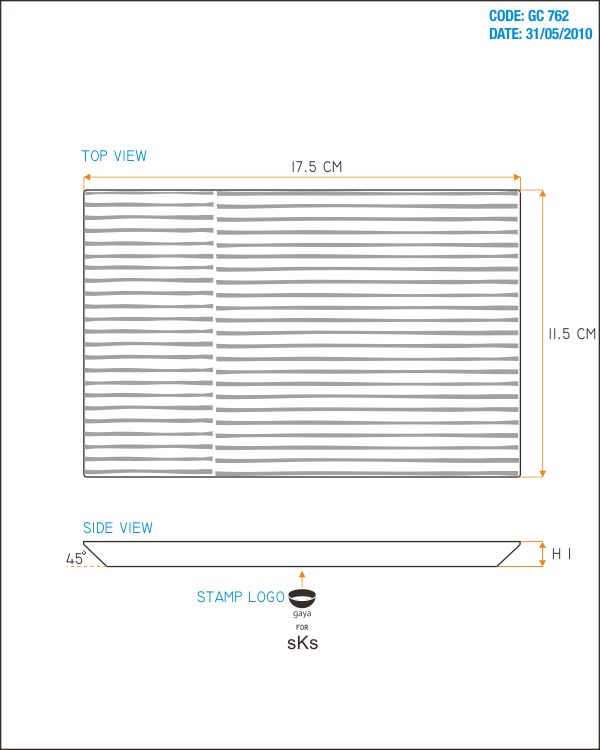 CODE: GC 762
DATE: 31/05/2010
TOP VIEW
17.5 CM
11.5 CM
SIDE VIEW
45°
H 1
STAMP LOGO
gaya
FOR
sKs